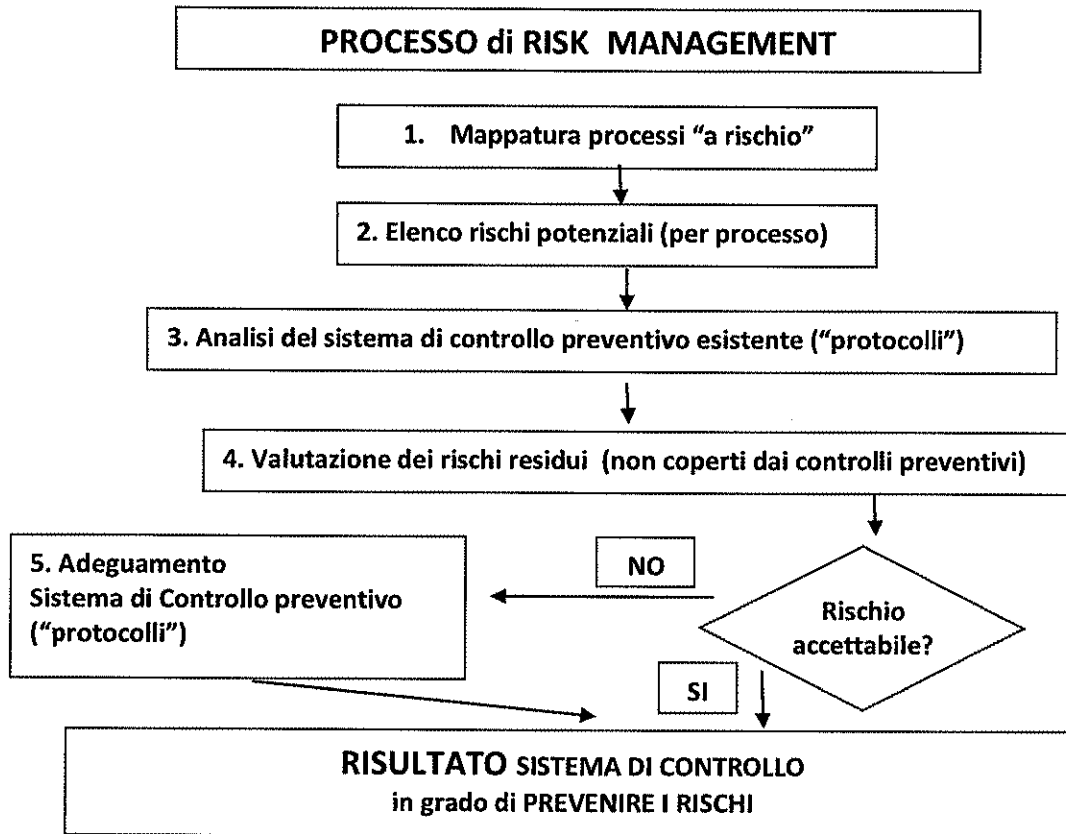 PROCESSO di RISK MANAGEMENT
1. Mappatura processi “a rischio”
2. Elenco rischi potenziali (per processo)
3. Analisi del sistema di controllo preventivo esistente (“protocolli”)
4. Valutazione dei rischi residui (non coperti dai controlli preventivi)
5. Adeguamento
Sistema di Controllo preventivo
(“protocolli”)
NO
Rischio
accettabile?
SI
RISULTATO SISTEMA DI CONTROLLO
in grado di PREVENIRE I RISCHI